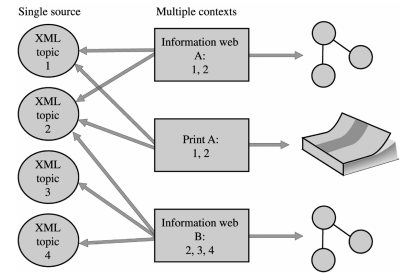 Single source
Multiple contexts
XML
topic
1
Information web
A:
1, 2
XML
topic
2
Print A:
1, 2
XML
topic
3
XML
topic
4
Information web
B:
2, 3, 4